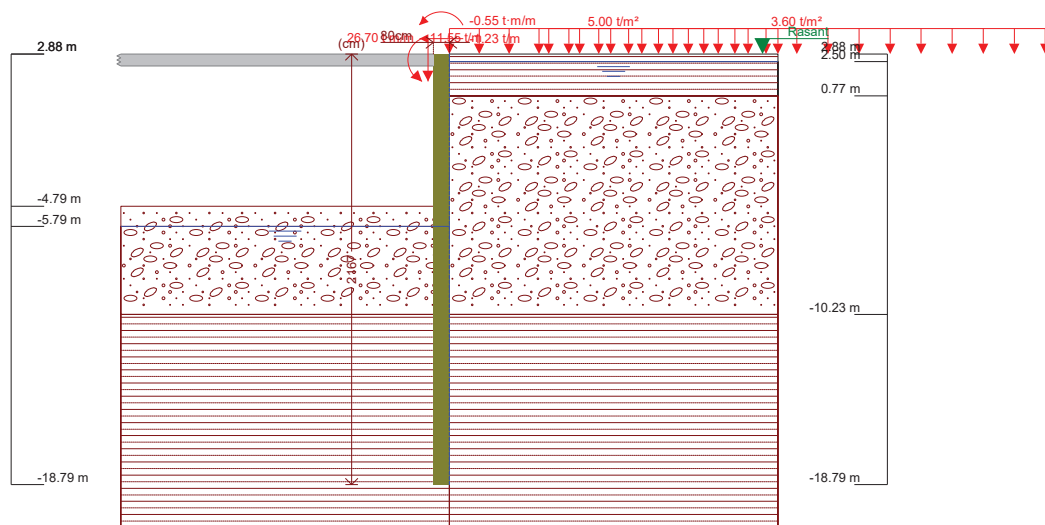 -0.55 t·m/m
5.00 t/m²
3.60 t/m²
80cm
(cm)
Rasant
2.88 m
2.88 m
2.50 m
0.77 m
-4.79 m
-5.79 m
2167
-10.23 m
-18.79 m
-18.79 m